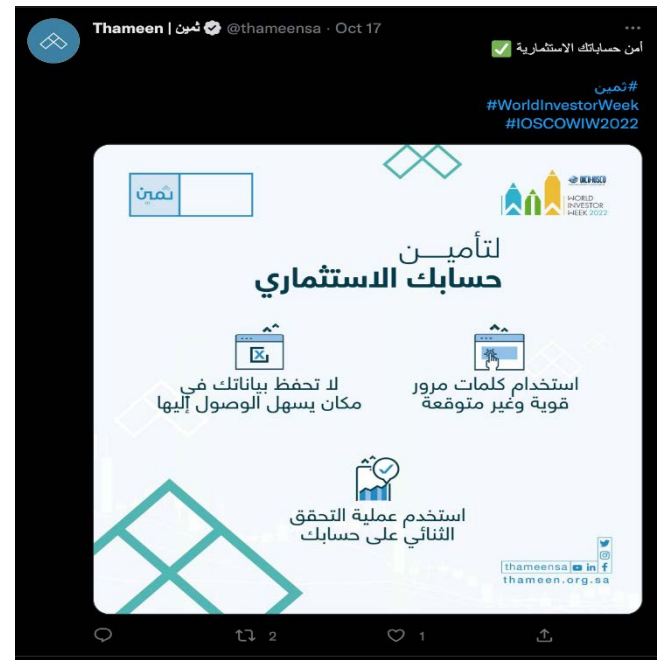 Thameen | ثمين @thameensa · Oct 17
أمن حساباتك الاستثمارية ✅
#ثمين
#WorldInvestorWeek
#IOSCOWIW2022
ثمين
WORLD
INVESTOR
WEEK 2022
لتأميــــن
حسابك الاستثماري
استخدام كلمات مرور
قوية وغير متوقعة
لا تحفظ بياناتك في
مكان يسهل الوصول إليها
استخدم عملية التحقق
الثنائي على حسابك
thameensa
thameen.org.sa
2
1